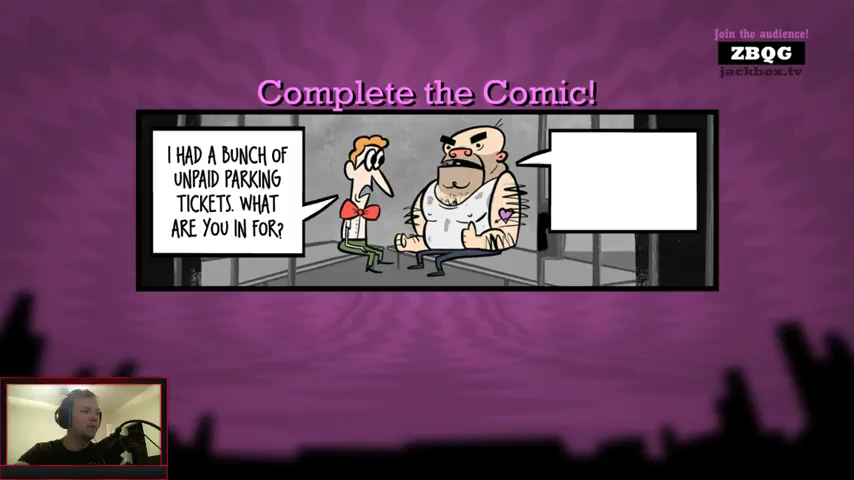 Join the audience!
ZBQG
jackbox.tv
Complete the Comic!
I HAD A BUNCH OF
UNPAID PARKING
TICKETS. WHAT
ARE YOU IN FOR?